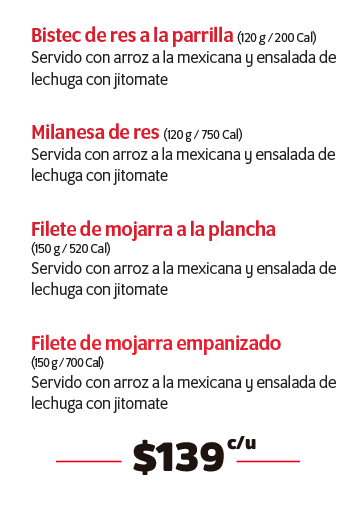 Bistec de res a la parrilla (120 g / 200 Cal)
Servido con arroz a la mexicana y ensalada de
lechuga con jitomate
Milanesa de res (120 g / 750 Cal)
Servida con arroz a la mexicana y ensalada de
lechuga con jitomate
Filete de mojarra a la plancha
(150 g / 520 Cal)
Servido con arroz a la mexicana y ensalada de
lechuga con jitomate
Filete de mojarra empanizado
(150 g / 700 Cal)
Servido con arroz a la mexicana y ensalada de
lechuga con jitomate
$139 c/u